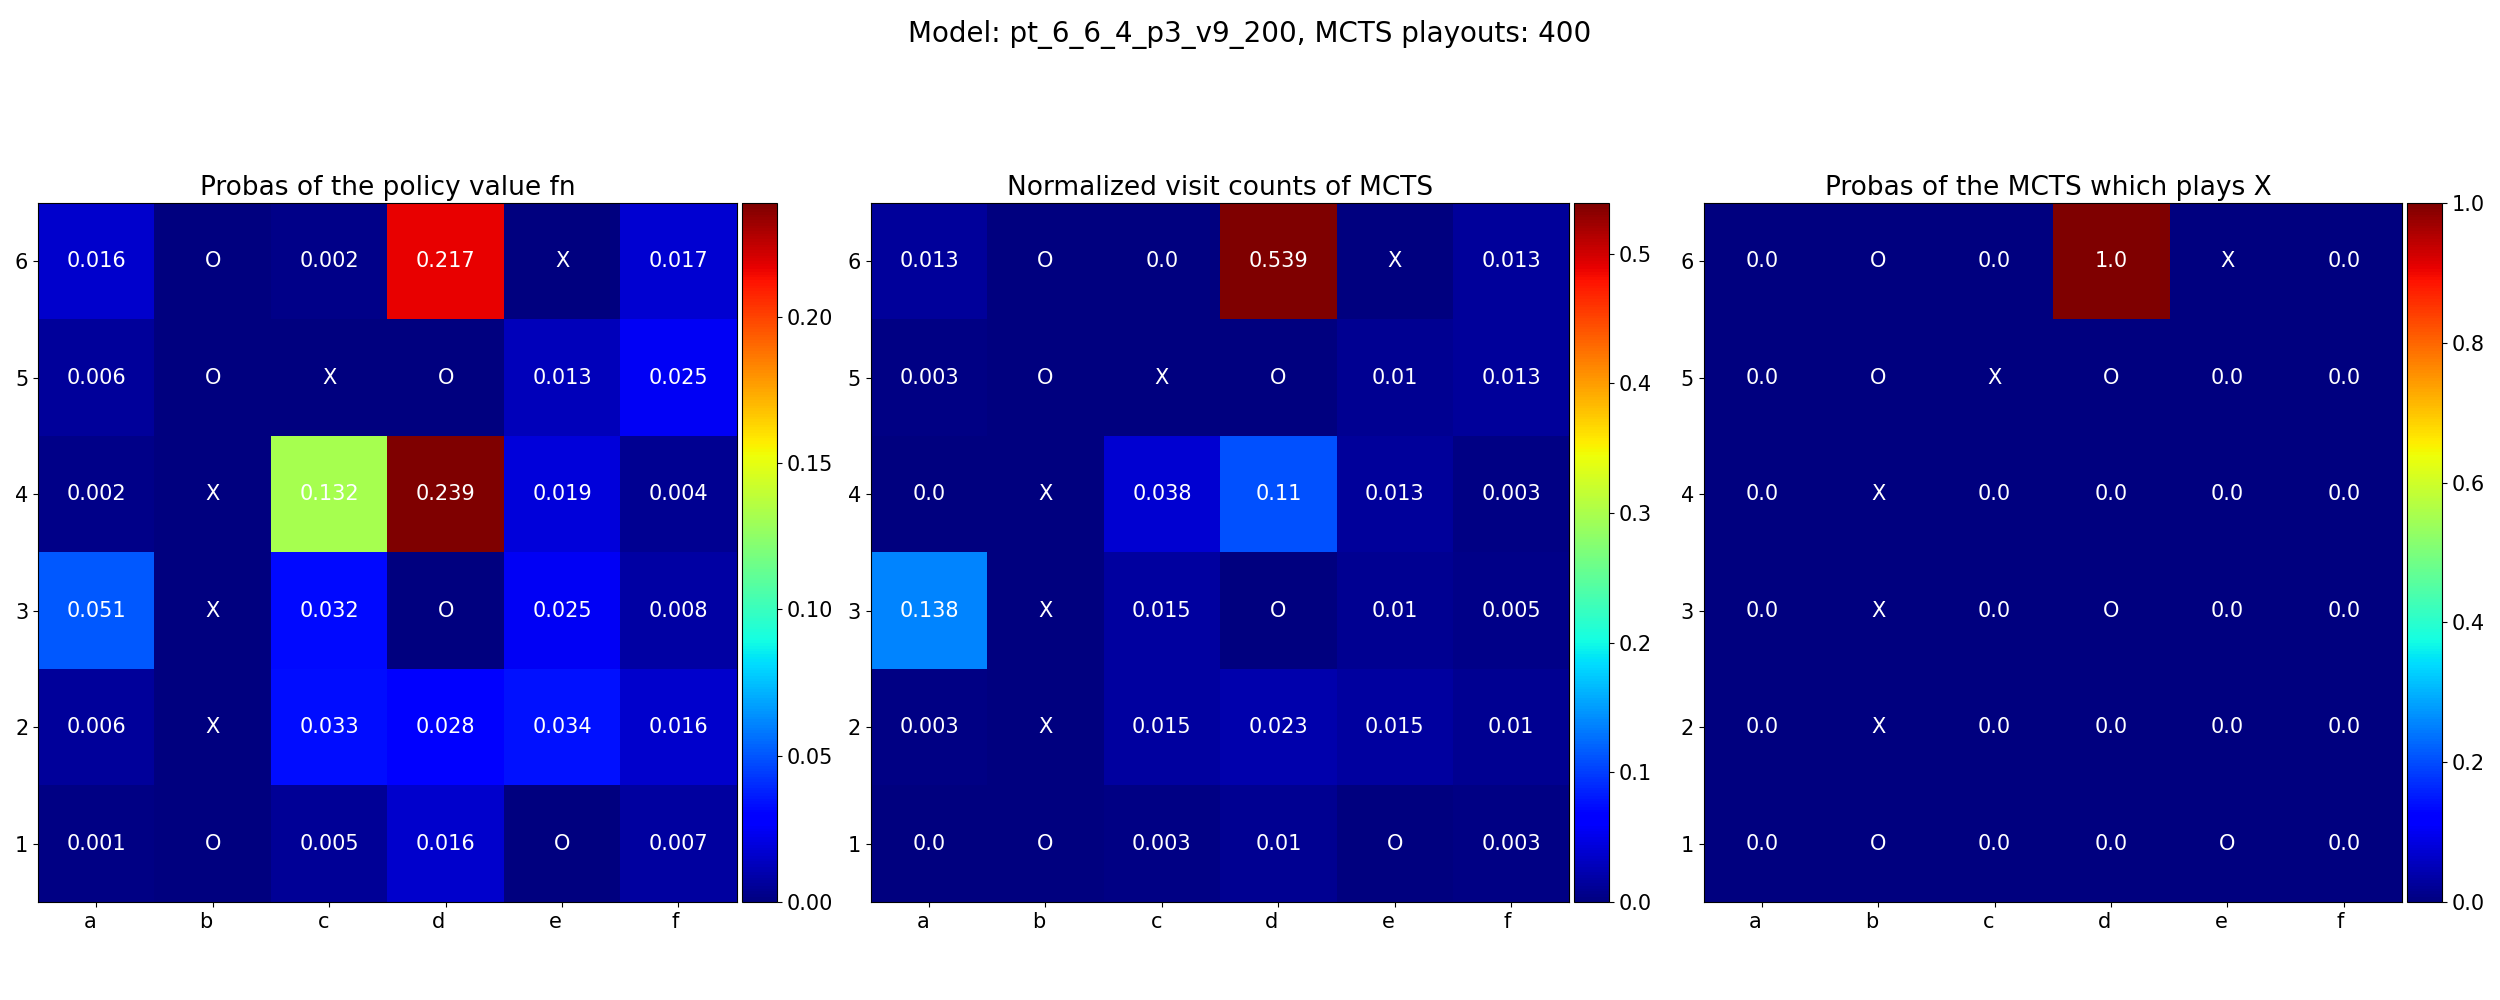 Model: pt_6_6_4_p3_v9_200, MCTS playouts: 400
Probas of the policy value fn
6 0.016 O 0.002 0.217 X 0.017
5 0.006 O X O 0.013 0.025
4 0.002 X 0.132 0.239 0.019 0.004
3 0.051 X 0.032 O 0.025 0.008
2 0.006 X 0.033 0.028 0.034 0.016
1 0.001 O 0.005 0.016 O 0.007
a b c d e f
0.20
0.15
0.10
0.05
0.00
Normalized visit counts of MCTS
6 0.013 O 0.0 0.539 X 0.013
5 0.003 O X O 0.01 0.013
4 0.0 X 0.038 0.11 0.013 0.003
3 0.138 X 0.015 O 0.01 0.005
2 0.003 X 0.015 0.023 0.015 0.01
1 0.0 O 0.003 0.01 O 0.003
a b c d e f
0.5
0.4
0.3
0.2
0.1
0.0
Probas of the MCTS which plays X
6 0.0 O 0.0 1.0 X 0.0
5 0.0 O X O 0.0 0.0
4 0.0 X 0.0 0.0 0.0 0.0
3 0.0 X 0.0 O 0.0 0.0
2 0.0 X 0.0 0.0 0.0 0.0
1 0.0 O 0.0 0.0 O 0.0
a b c d e f
1.0
0.8
0.6
0.4
0.2
0.0